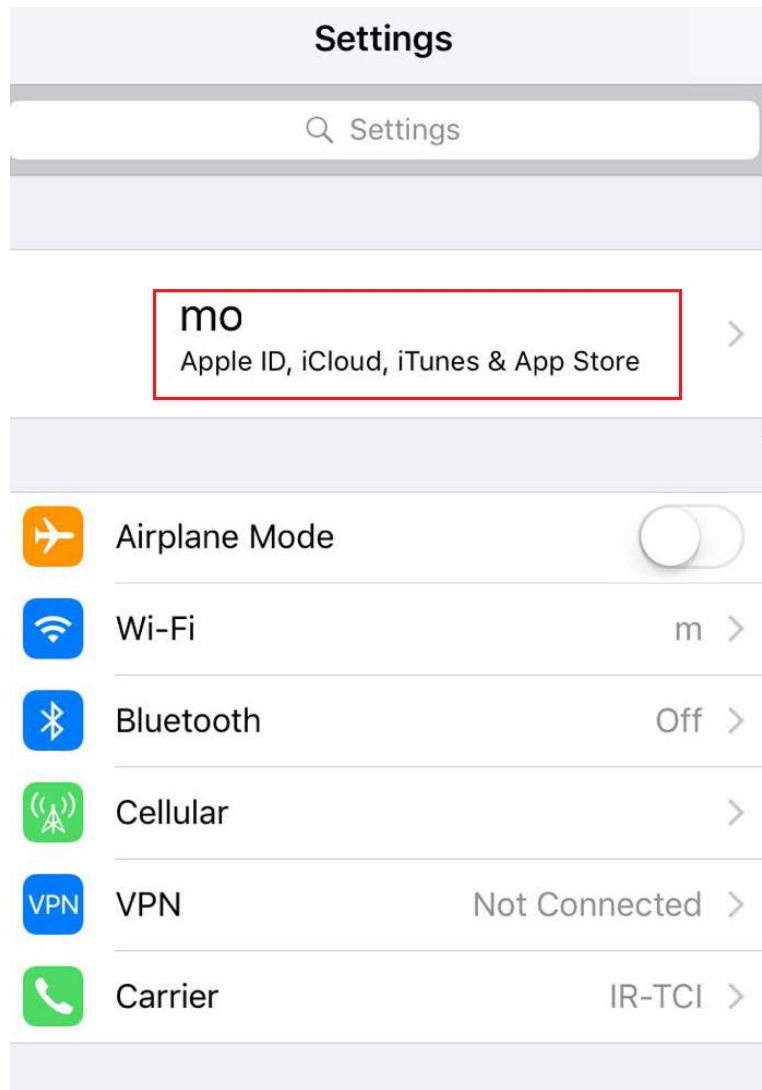 Settings
Settings
mo
Apple ID, iCloud, iTunes & App Store
Airplane Mode
Wi-Fi m
Bluetooth Off
Cellular
VPN VPN Not Connected
Carrier IR-TCI